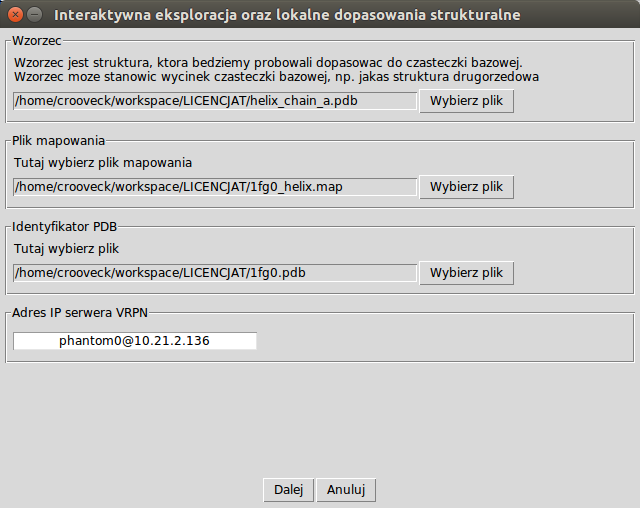 Interaktywna eksploracja oraz lokalne dopasowania strukturalne
Wzorzec
Wzorzec jest struktura, ktora bedziemy probowali dopasowac do czasteczki bazowej.
Wzorzec moze stanowic wycinek czasteczki bazowej, np. jakas struktura drugorzedowa
/home/crooveck/workspace/LICENCJAT/helix_chain_a.pdb Wybierz plik
Plik mapowania
Tutaj wybierz plik mapowania
/home/crooveck/workspace/LICENCJAT/1fg0_helix.map Wybierz plik
Identyfikator PDB
Tutaj wybierz plik
/home/crooveck/workspace/LICENCJAT/1fg0.pdb Wybierz plik
Adres IP serwera VRPN
phantom0@10.21.2.136
Dalej Anuluj